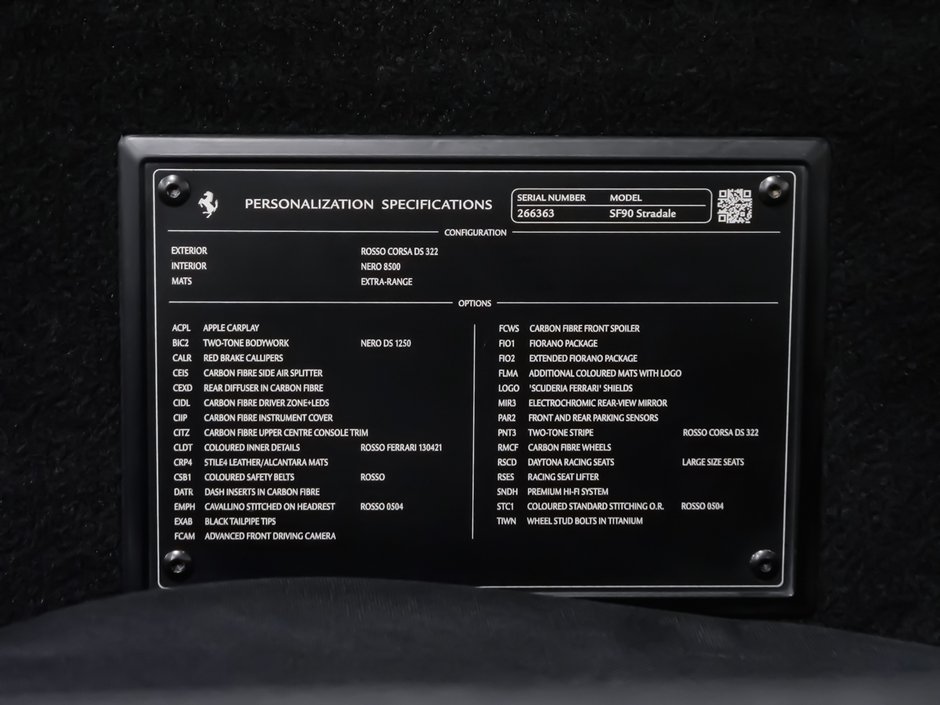 PERSONALIZATION SPECIFICATIONS
SERIAL NUMBER MODEL
266363 SF90 Stradale
CONFIGURATION
EXTERIOR ROSSO CORSA DS 322
INTERIOR NERO 8500
MATS EXTRA-RANGE
OPTIONS
ACPL APPLE CARPLAY
BIC2 TWO-TONE BODYWORK NERO DS 1250
CALR RED BRAKE CALLIPERS
CEIS CARBON FIBRE SIDE AIR SPLITTER
CEXD REAR DIFFUSER IN CARBON FIBRE
CIDL CARBON FIBRE DRIVER ZONE+LEDS
CIIP CARBON FIBRE INSTRUMENT COVER
CITZ CARBON FIBRE UPPER CENTRE CONSOLE TRIM
CLDT COLOURED INNER DETAILS ROSSO FERRARI 130421
CRP4 STILE4 LEATHER/ALCANTARA MATS
CSB1 COLOURED SAFETY BELTS ROSSO
DATR DASH INSERTS IN CARBON FIBRE
EMPH CAVALLINO STITCHED ON HEADREST ROSSO 0504
EXAB BLACK TAILPIPE TIPS
FCAM ADVANCED FRONT DRIVING CAMERA
FCWS CARBON FIBRE FRONT SPOILER
FIO1 FIORANO PACKAGE
FIO2 EXTENDED FIORANO PACKAGE
FLMA ADDITIONAL COLOURED MATS WITH LOGO
LOGO 'SCUDERIA FERRARI' SHIELDS
MIR3 ELECTROCHROMIC REAR-VIEW MIRROR
PAR2 FRONT AND REAR PARKING SENSORS
PNT3 TWO-TONE STRIPE ROSSO CORSA DS 322
RMCF CARBON FIBRE WHEELS
RSCD DAYTONA RACING SEATS LARGE SIZE SEATS
RSES RACING SEAT LIFTER
SNDH PREMIUM HI-FI SYSTEM
STC1 COLOURED STANDARD STITCHING O.R. ROSSO 0504
TIWN WHEEL STUD BOLTS IN TITANIUM